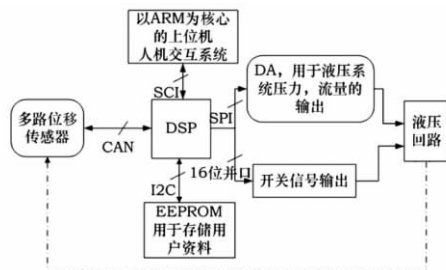 以ARM为核心
的上位机
人机交互系统
SCI
DA，用于液压系
统压力，流量的
输出
多路位移
传感器
CAN
DSP
SPI
液压
回路
I2C
16位并口
开关信号输出
EEPROM
用于存储用
户资料